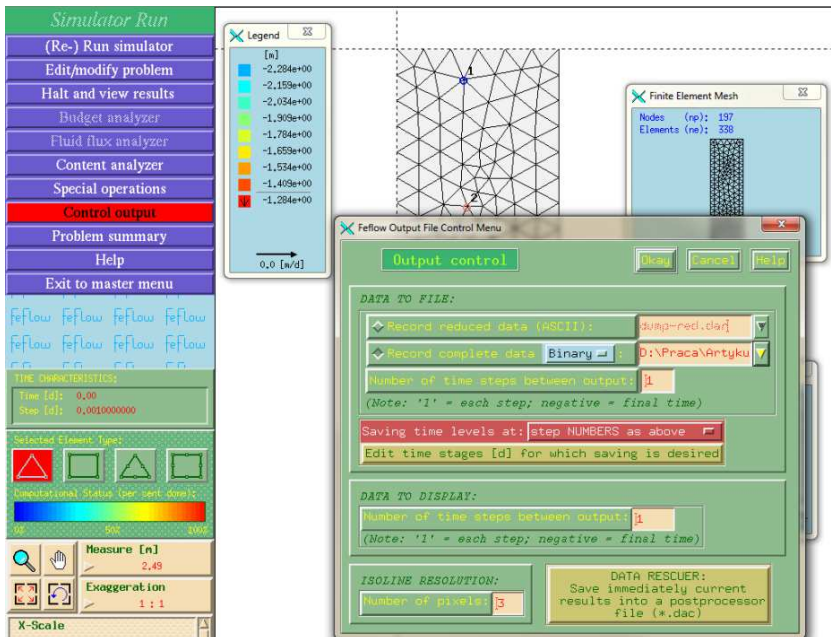 Simulator Run
(Re-) Run simulator
Edit/modify problem
Halt and view results
Budget analyzer
Fluid flux analyzer
Content analyzer
Special operations
Control output
Problem summary
Help
Exit to master menu
FeFlow FeFlow FeFlow FeFlow
FeFlow FeFlow FeFlow FeFlow
TIME CHARACTERISTICS:
Time [d]: 0.00
Step [d]: 0.0010000000
Selected Element Type:
Computational Status (per cent done):
0% 50% 100%
Measure [m]
2.49
Exaggeration
1 : 1
X-Scale
Legend
[m]
-2.284e+00
-2.159e+00
-2.034e+00
-1.909e+00
-1.784e+00
-1.659e+00
-1.534e+00
-1.409e+00
-1.284e+00
0.0 [m/d]
1
2
Finite Element Mesh
Nodes (np): 197
Elements (ne): 338
Feflow Output File Control Menu
Output control Okay Cancel Help
DATA TO FILE:
Record reduced data (ASCII): dump-red.dar
Record complete data Binary : D:\Praca\Artyku
Number of time steps between output: 1
(Note: '1' = each step; negative = final time)
Saving time levels at: step NUMBERS as above
Edit time stages [d] for which saving is desired
DATA TO DISPLAY:
Number of time steps between output: 1
(Note: '1' = each step; negative = final time)
ISOLINE RESOLUTION:
Number of pixels: 3
DATA RESCUER:
Save immediately current
results into a postprocessor
file (*.dac)